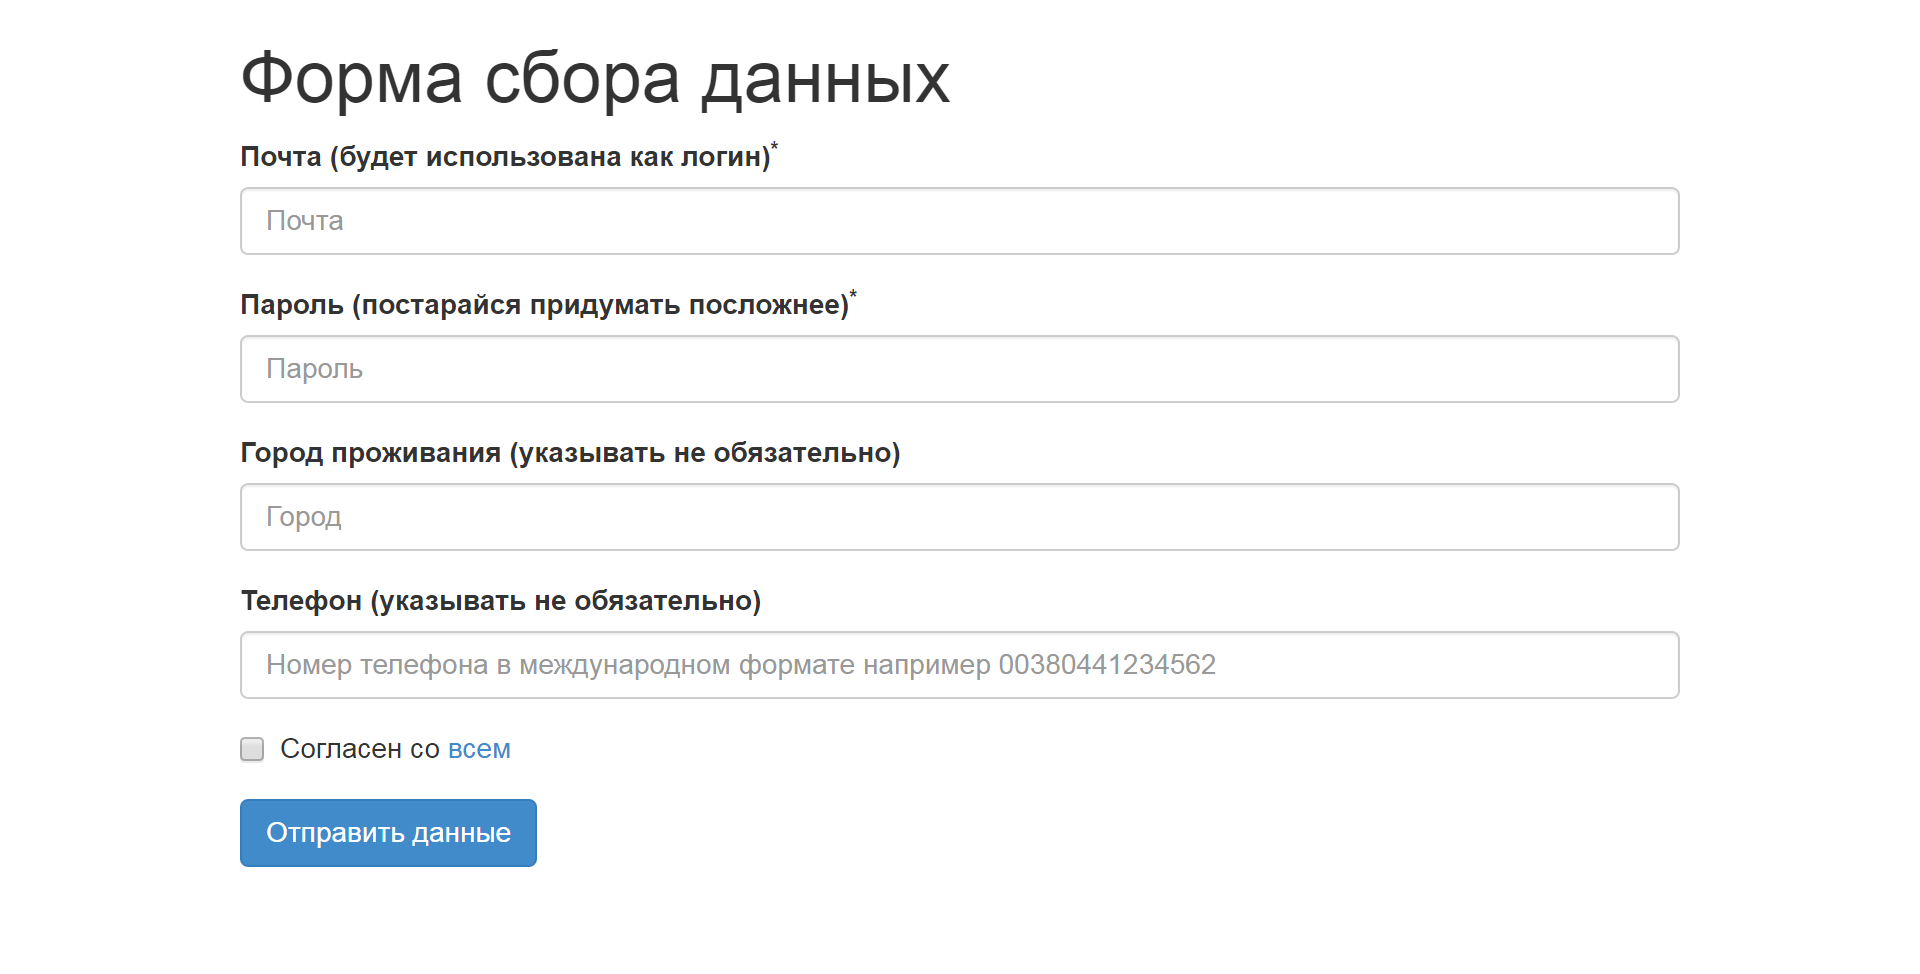 Форма сбора данных
Почта (будет использована как логин)*
Почта
Пароль (постарайся придумать посложнее)*
Пароль
Город проживания (указывать не обязательно)
Город
Телефон (указывать не обязательно)
Номер телефона в международном формате например 00380441234562
Согласен со всем
Отправить данные